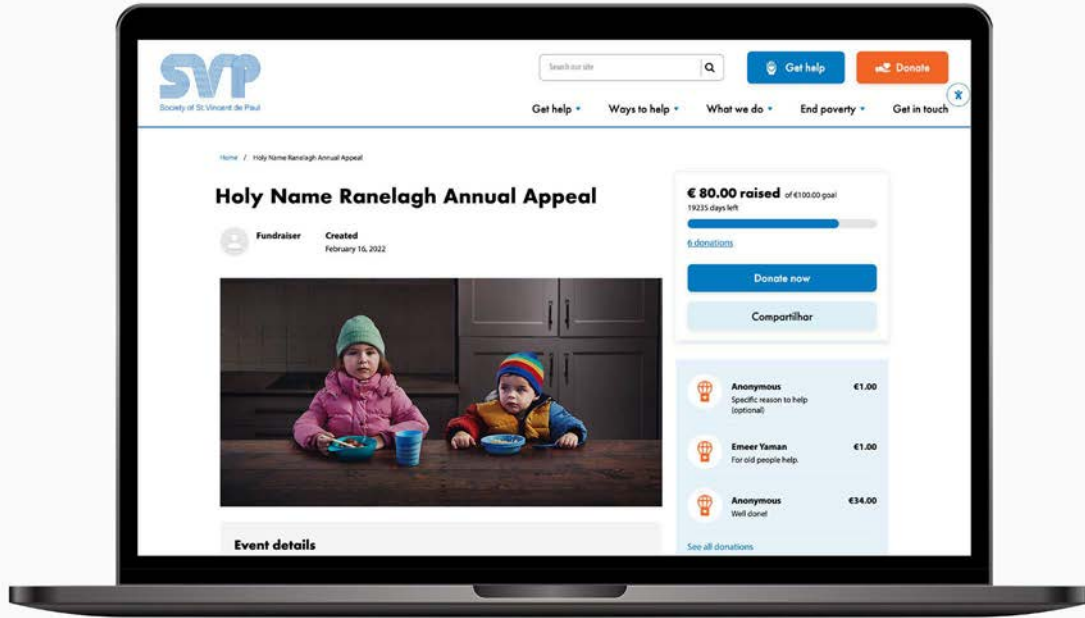 SVP
Society of St. Vincent de Paul
Search our site
Get help
Donate
Get help
Ways to help
What we do
End poverty
Get in touch
Home / Holy Name Ranelagh Annual Appeal
Holy Name Ranelagh Annual Appeal
Fundraiser
Created
February 16, 2022
€ 80.00 raised of €100.00 goal
19235 days left
6 donations
Donate now
Compartilhar
Anonymous €1.00
Specific reason to help
(optional)
Emeer Yaman €1.00
For old people help.
Anonymous €34.00
Well done!
See all donations
Event details